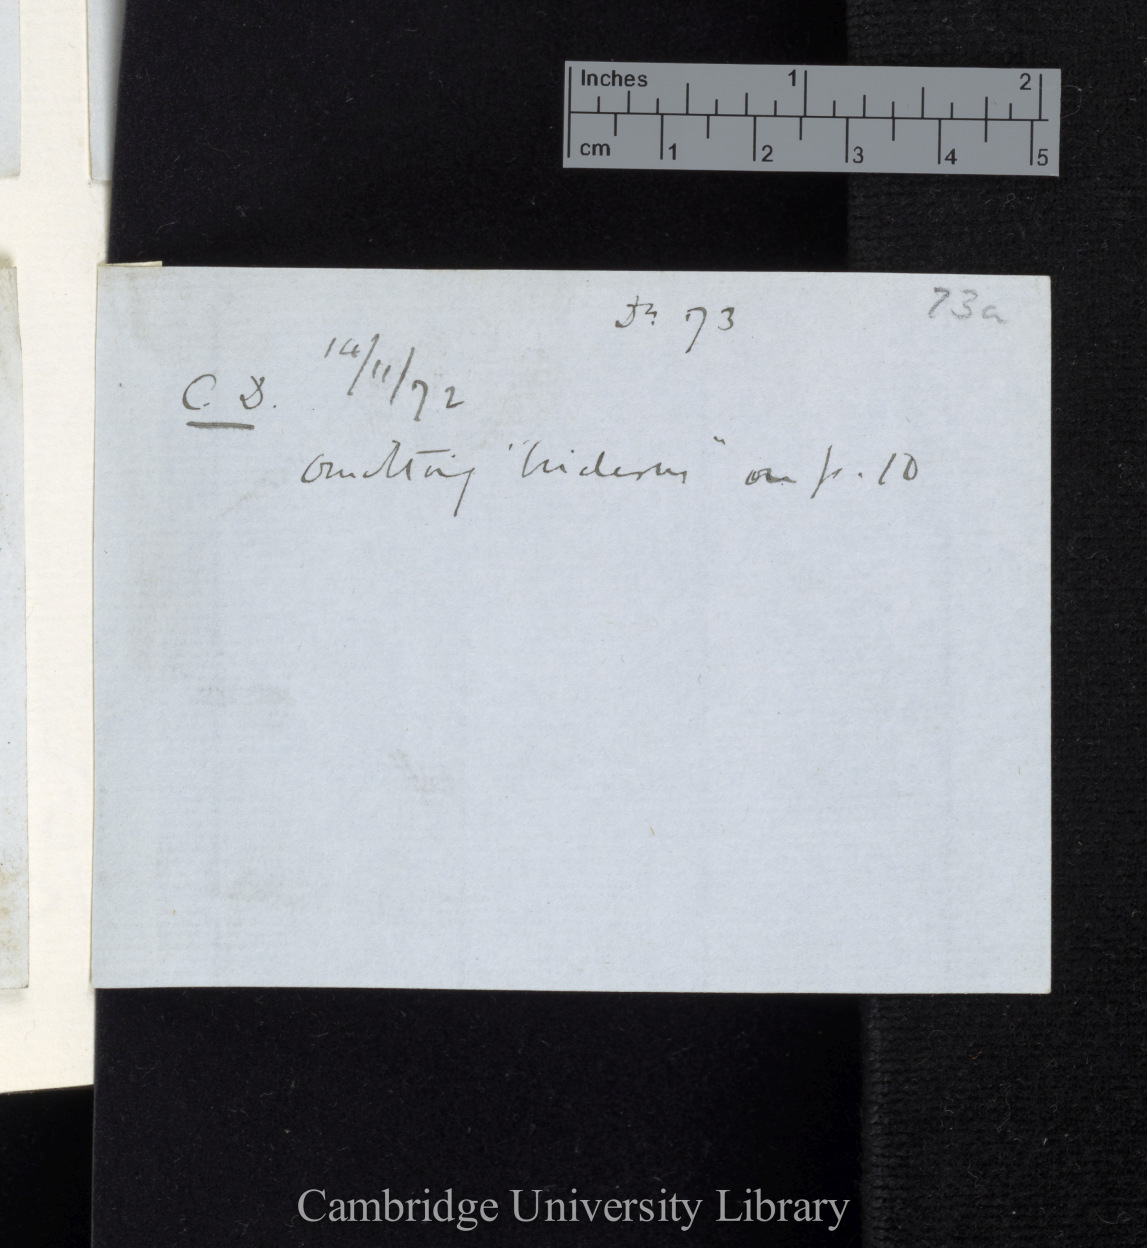 Inches 1 2
cm 1 2 3 4 5
73a
Dr. 73
14/11/72
C. D.
omitting "hideous" on p. 10
Cambridge University Library